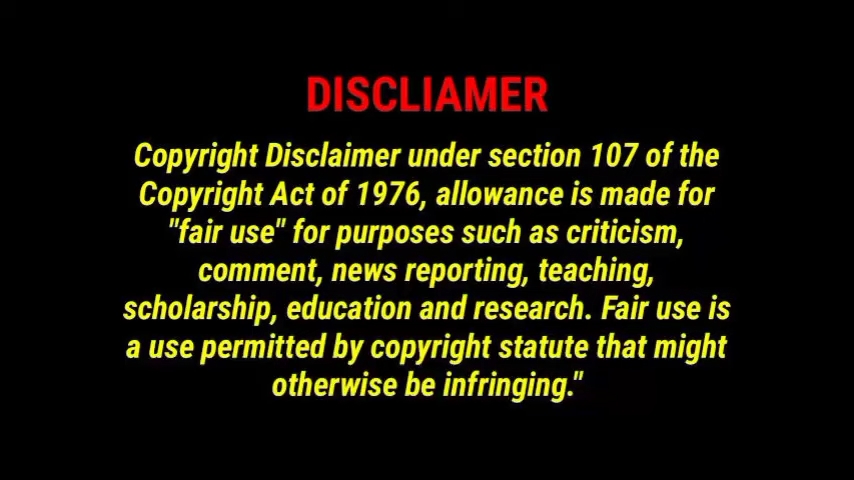 DISCLIAMER
Copyright Disclaimer under section 107 of the
Copyright Act of 1976, allowance is made for
"fair use" for purposes such as criticism,
comment, news reporting, teaching,
scholarship, education and research. Fair use is
a use permitted by copyright statute that might
otherwise be infringing."